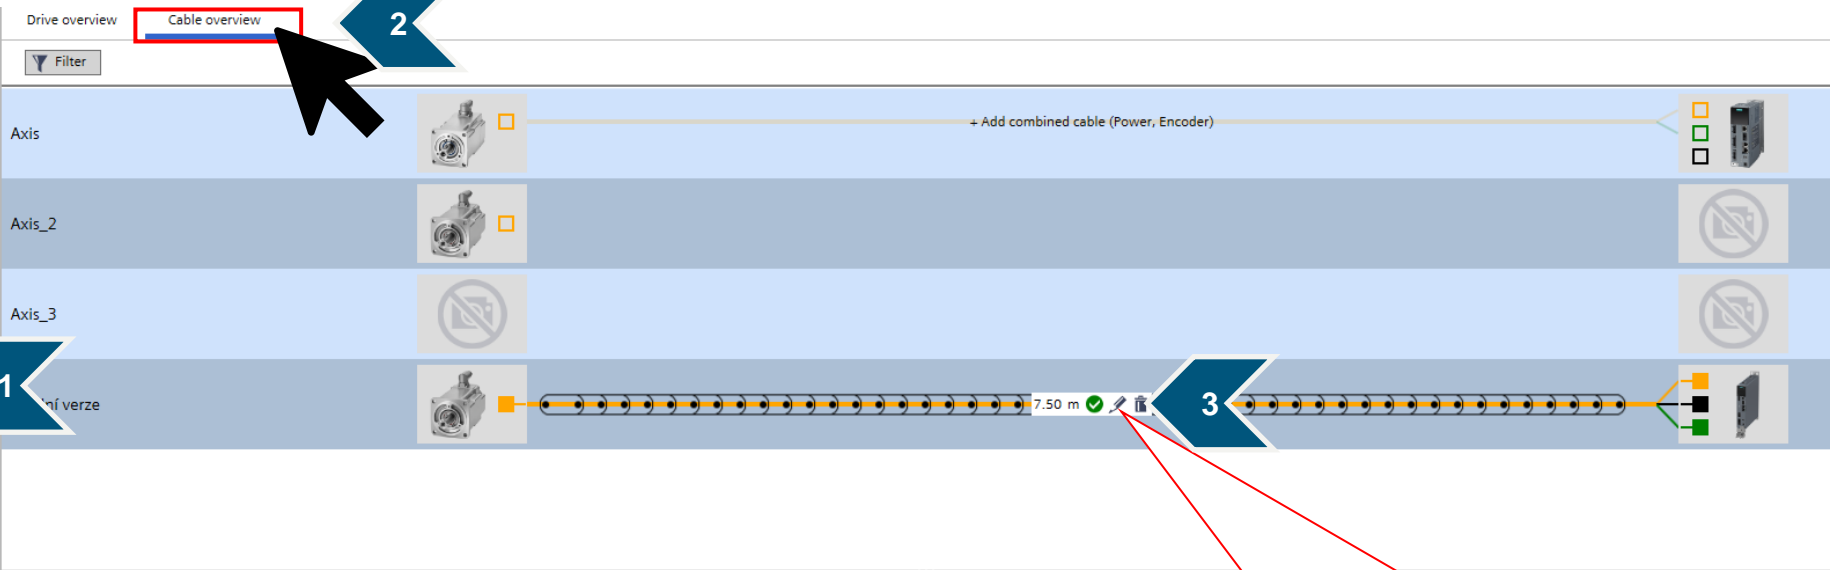 Drive overview
Cable overview
2
Filter
Axis
+ Add combined cable (Power, Encoder)
Axis_2
Axis_3
1
ní verze
7.50 m
3